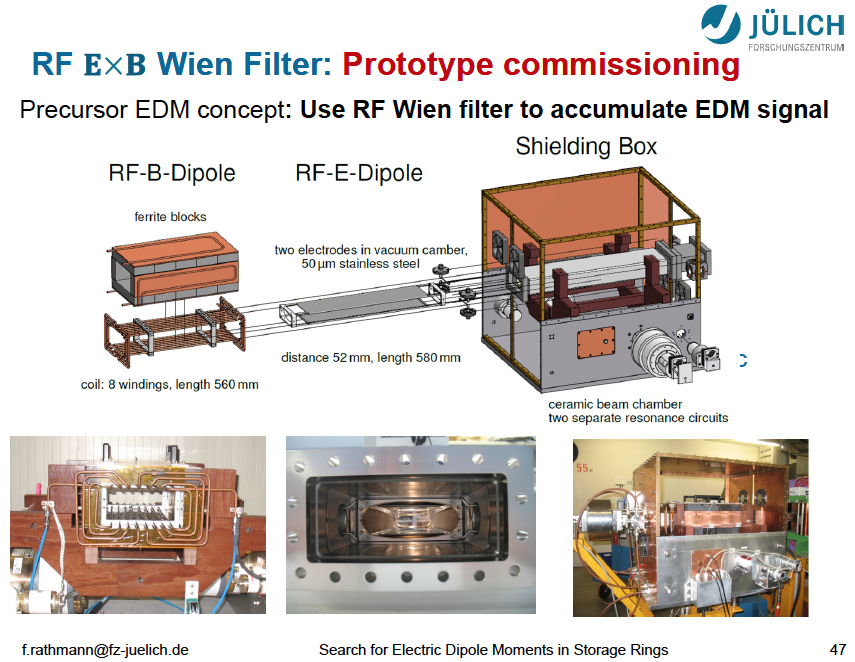 JÜLICH
FORSCHUNGSZENTRUM
RF E×B Wien Filter: Prototype commissioning
Precursor EDM concept: Use RF Wien filter to accumulate EDM signal
Shielding Box
RF-B-Dipole
RF-E-Dipole
ferrite blocks
two electrodes in vacuum camber,
50 µm stainless steel
distance 52 mm, length 580 mm
c
coil: 8 windings, length 560 mm
ceramic beam chamber
two separate resonance circuits
55
f.rathmann@fz-juelich.de
Search for Electric Dipole Moments in Storage Rings
47